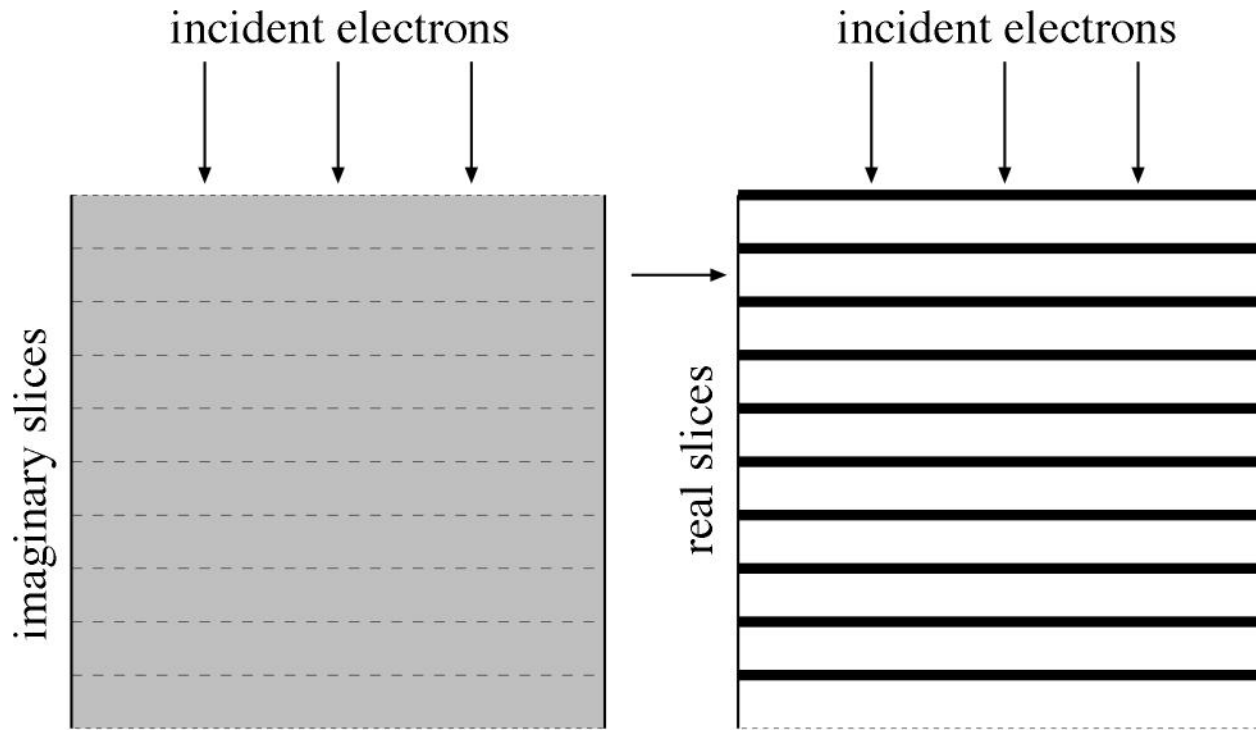 incident electrons
incident electrons
imaginary slices
real slices